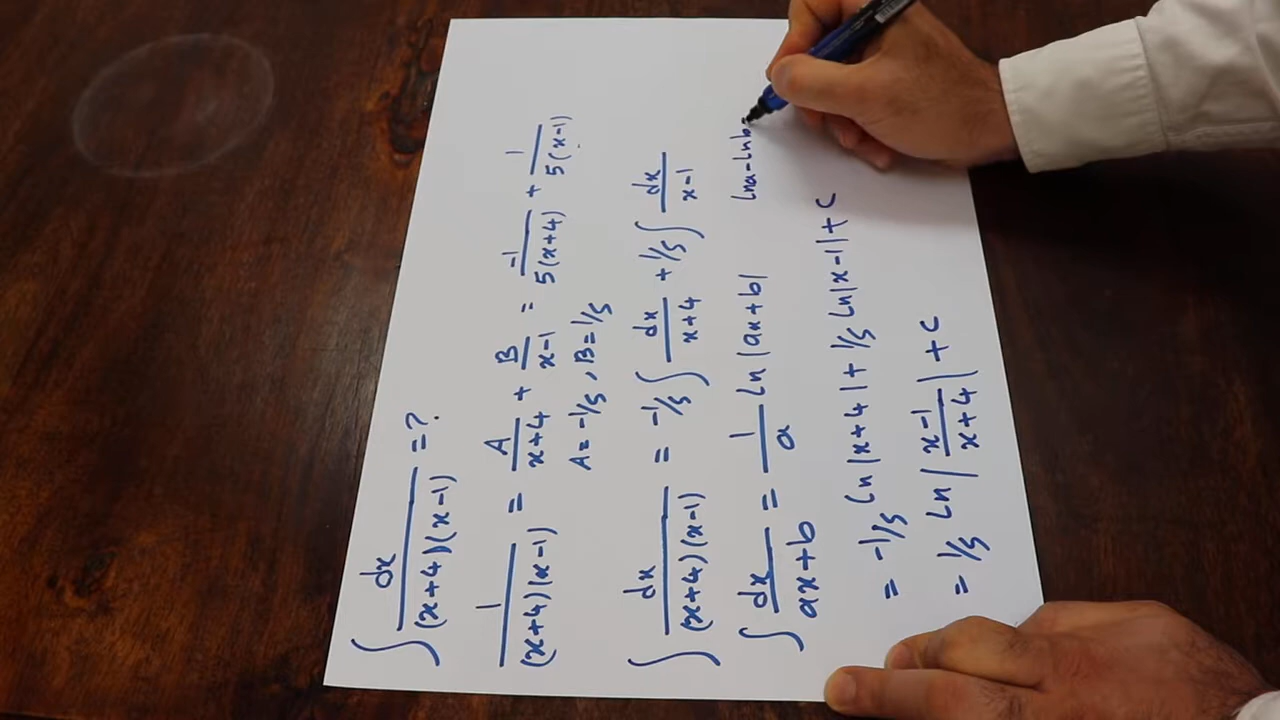 ∫ dx/(x+4)(x-1) = ?
1/(x+4)(x-1) = A/x+4 + B/x-1 = -1/5(x+4) + 1/5(x-1)
A = -1/5, B = 1/5
∫ dx/(x+4)(x-1) = -1/5 ∫ dx/x+4 + 1/5 ∫ dx/x-1
∫ dx/ax+b = 1/a ln|ax+b| lna-lnb=
= -1/5 ln|x+4| + 1/5 ln|x-1| + c
= 1/5 ln|x-1/x+4| + c